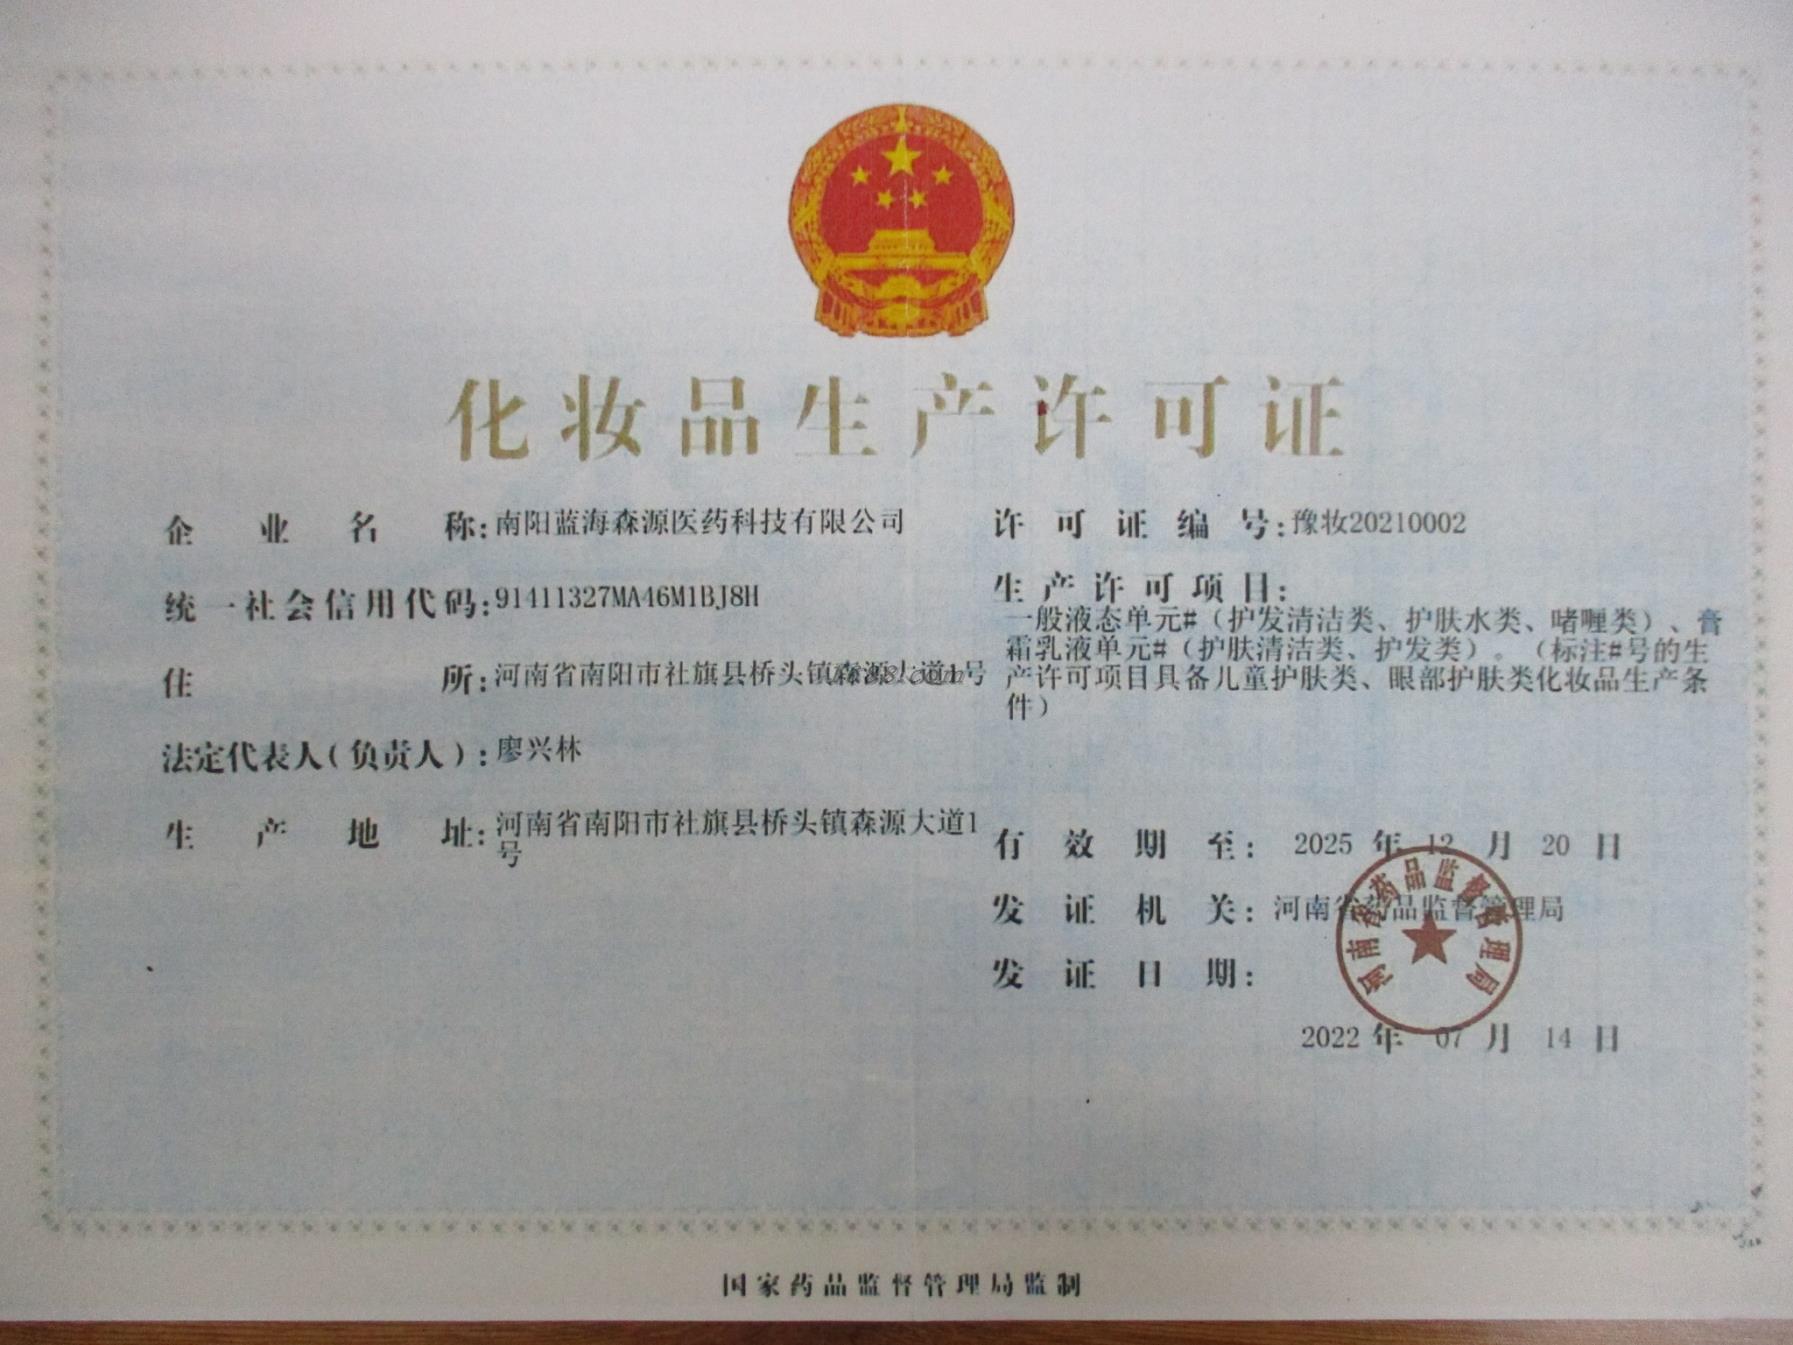 化妆品生产许可证
企业名称:南阳蓝海森源医药科技有限公司
统一社会信用代码:91411327MA46M1BJ8H
住所:河南省南阳市社旗县桥头镇森源大道1号
法定代表人(负责人):廖兴林
生产地址:河南省南阳市社旗县桥头镇森源大道1
号
许可证编号:豫妆20210002
生产许可项目:
一般液态单元#(护发清洁类、护肤水类、啫喱类)、膏
霜乳液单元#(护肤清洁类、护发类)。(标注#号的生
产许可项目具备儿童护肤类、眼部护肤类化妆品生产条
件)
有效期至: 2025 年 12 月 20 日
发证机关:河南省药品监督管理局
发证日期:
2022 年 07 月 14 日
河南省药品监督管理局
国家药品监督管理局监制